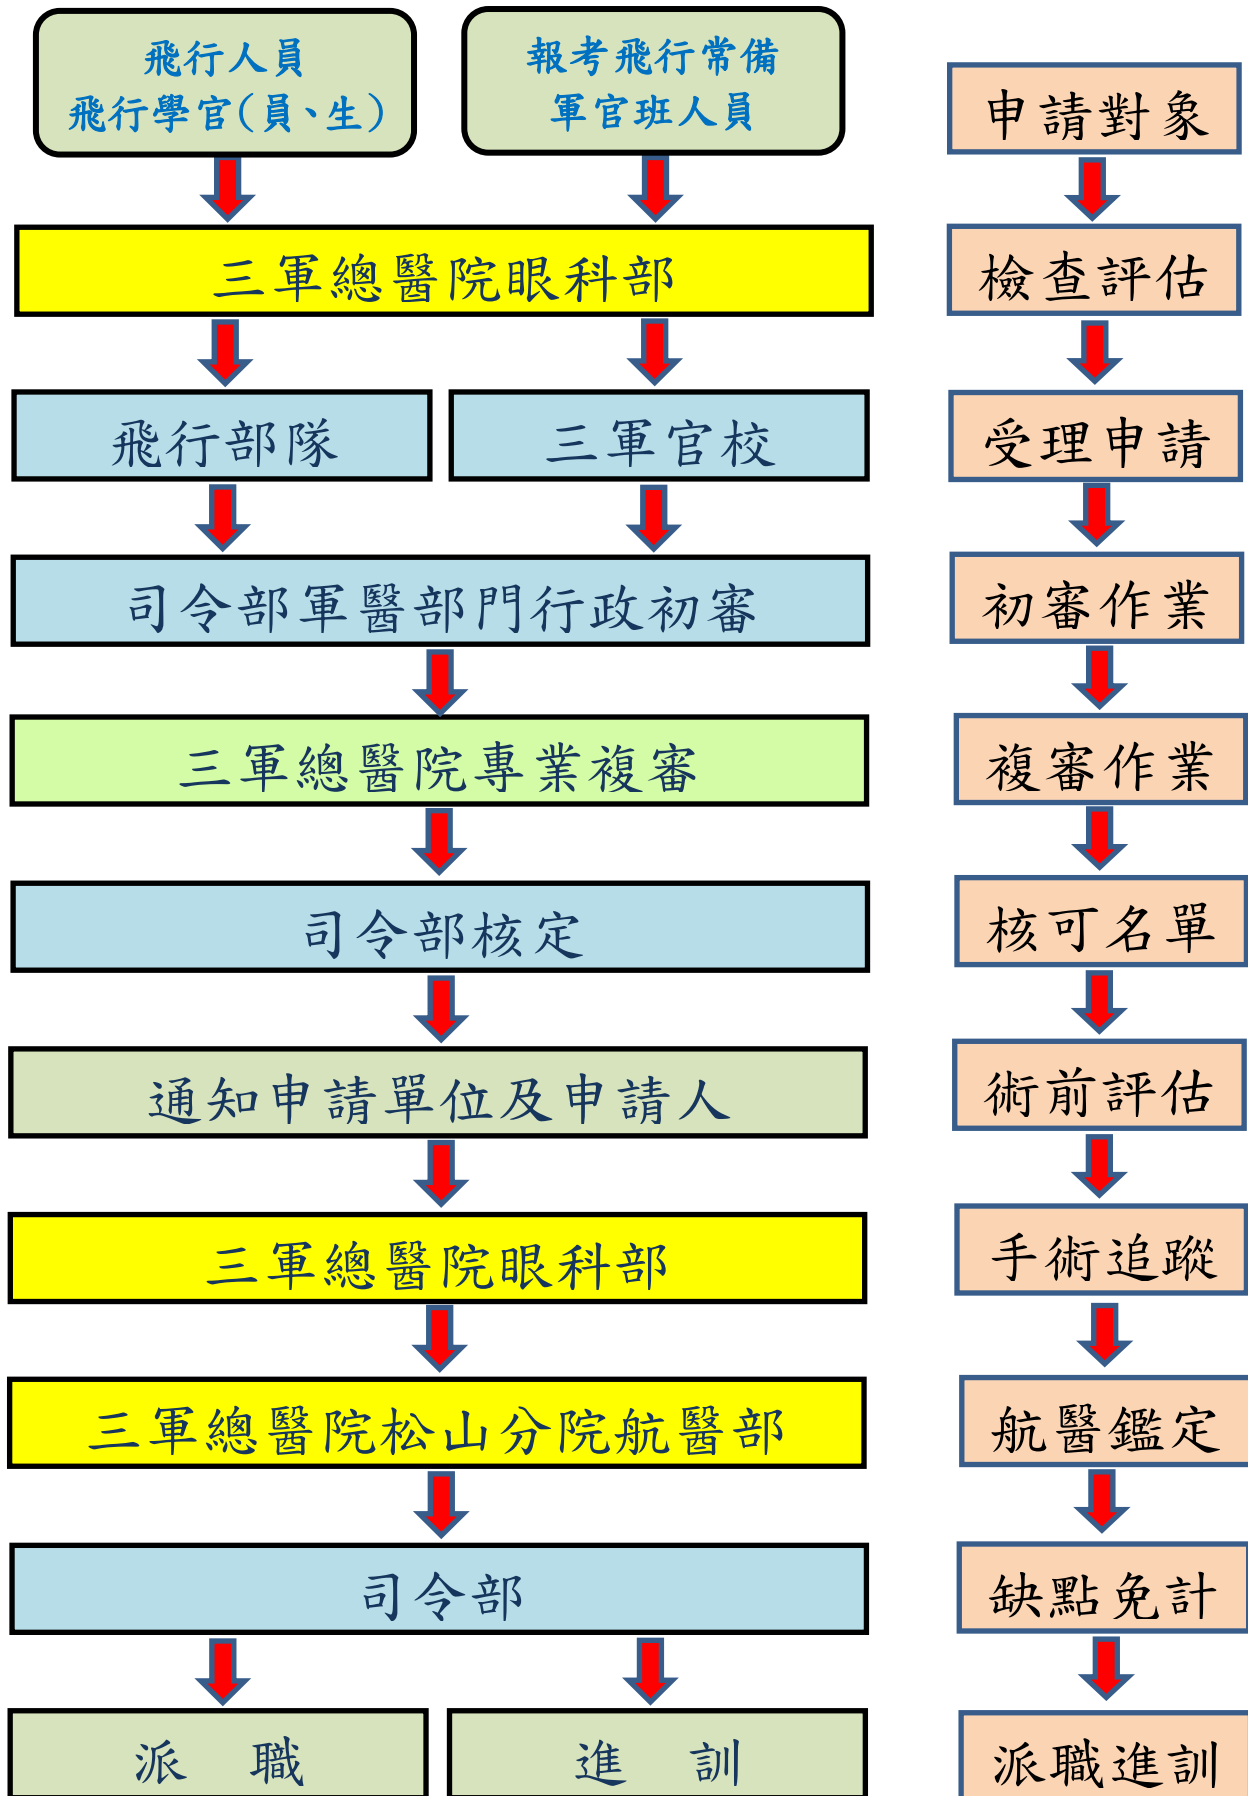 飛行人員
飛行學官(員、生)
報考飛行常備
軍官班人員
申請對象
三軍總醫院眼科部
檢查評估
飛行部隊
三軍官校
受理申請
司令部軍醫部門行政初審
初審作業
三軍總醫院專業複審
複審作業
司令部核定
核可名單
通知申請單位及申請人
術前評估
三軍總醫院眼科部
手術追蹤
三軍總醫院松山分院航醫部
航醫鑑定
司令部
缺點免計
派 職
進 訓
派職進訓